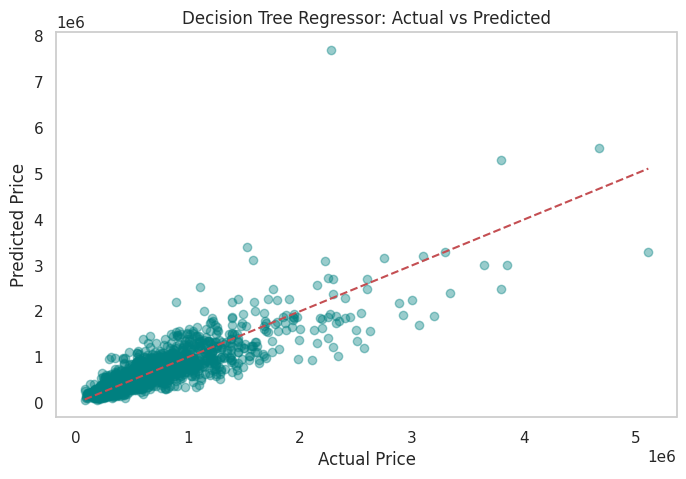 Decision Tree Regressor: Actual vs Predicted
1e6
8
7
6
5
4
3
2
1
0
Predicted Price
0 1 2 3 4 5
1e6
Actual Price